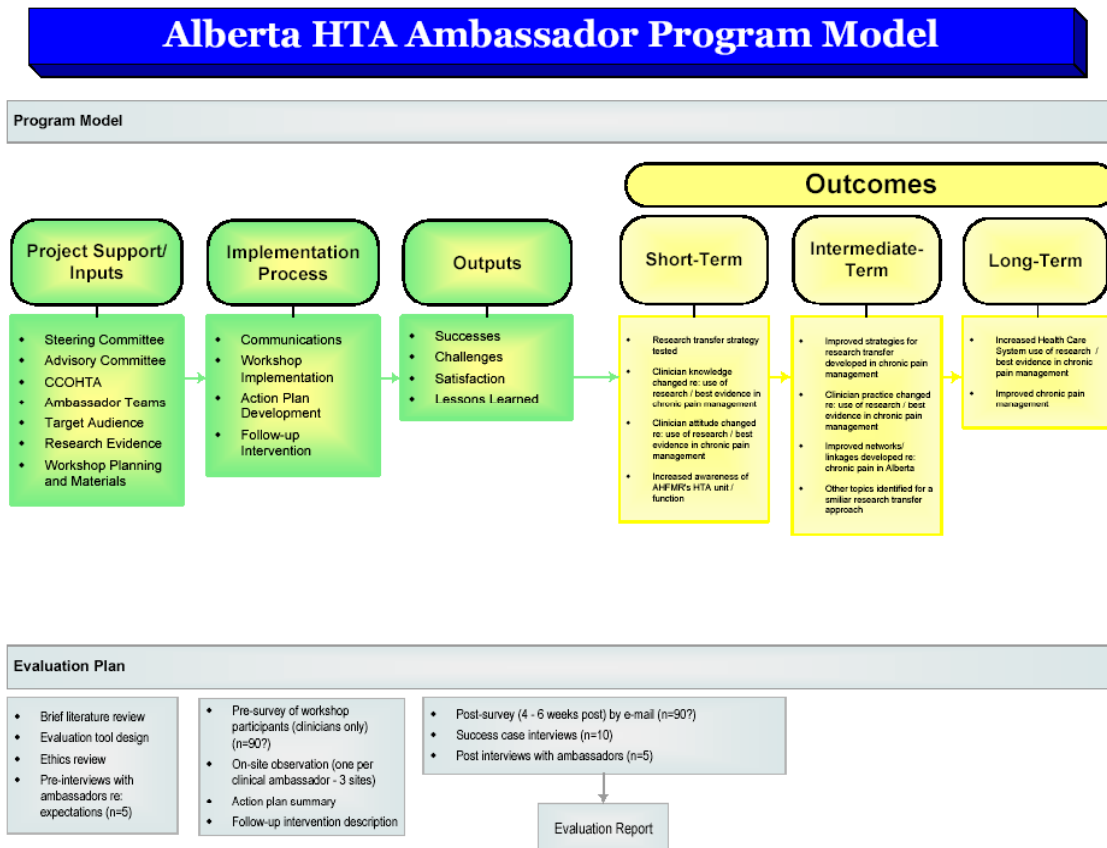 Alberta HTA Ambassador Program Model
Program Model
Outcomes
Project Support/
Inputs
Implementation
Process
Outputs
Short-Term
Intermediate-
Term
Long-Term
Steering Committee
Advisory Committee
CCOHTA
Ambassador Teams
Target Audience
Research Evidence
Workshop Planning
and Materials
Communications
Workshop
Implementation
Action Plan
Development
Follow-up
Intervention
Successes
Challenges
Satisfaction
Lessons Learned
Research transfer strategy
tested
Clinician knowledge
changed re: use of
research / best evidence in
chronic pain management
Clinician attitude changed
re: use of research / best
evidence in chronic pain
management
Increased awareness of
AHFMR's HTA unit /
function
Improved strategies for
research transfer
developed in chronic pain
management
Clinician practice changed
re: use of research / best
evidence in chronic pain
management
Improved networks/
linkages developed re:
chronic pain in Alberta
Other topics identified for a
smiliar research transfer
approach
Increased Health Care
System use of research /
best evidence in chronic
pain management
Improved chronic pain
management
Evaluation Plan
Brief literature review
Evaluation tool design
Ethics review
Pre-interviews with
ambassadors re:
expectations (n=5)
Pre-survey of workshop
participants (clinicians only)
(n=90?)
On-site observation (one per
clinical ambassador - 3 sites)
Action plan summary
Follow-up intervention description
Post-survey (4 - 6 weeks post) by e-mail (n=90?)
Success case interviews (n=10)
Post interviews with ambassadors (n=5)
Evaluation Report